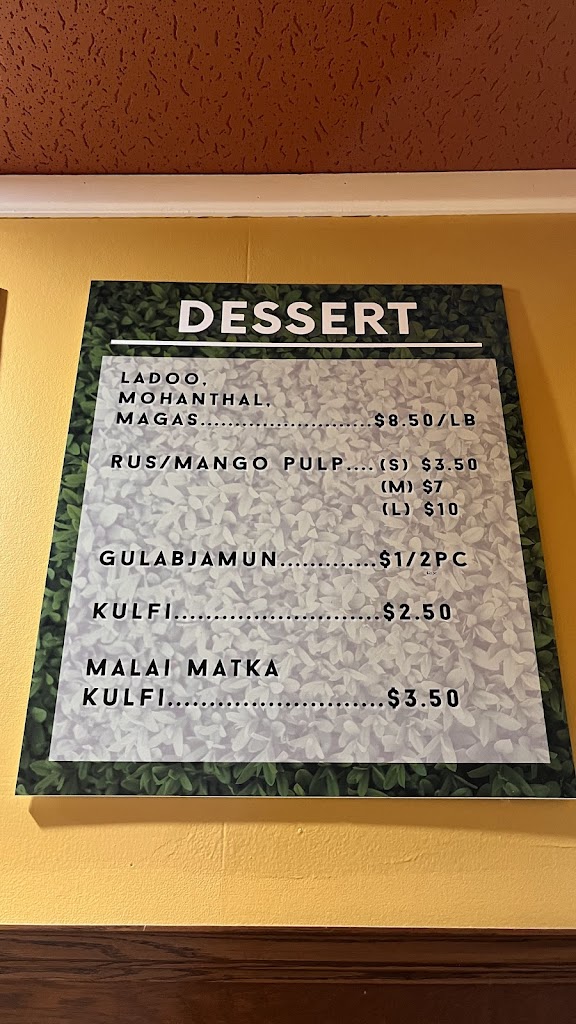 DESSERT
LADOO,
MOHANTHAL,
MAGAS.........................$8.50/LB
RUS/MANGO PULP....(S) $3.50
(M) $7
(L) $10
GULABJAMUN.............$1/2PC
KULFI..........................$2.50
MALAI MATKA
KULFI..........................$3.50